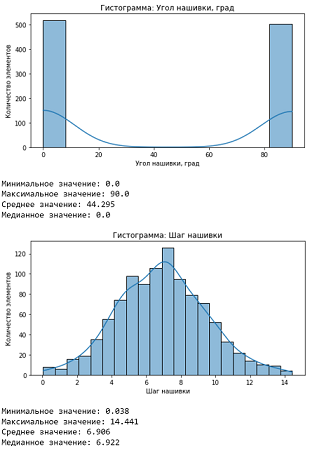 Гистограмма: Угол нашивки, град
Количество элементов
500
400
300
200
100
0
0 20 40 60 80
Угол нашивки, град
Минимальное значение: 0.0
Максимальное значение: 90.0
Среднее значение: 44.295
Медианное значение: 0.0
Гистограмма: Шаг нашивки
Количество элементов
120
100
80
60
40
20
0
0 2 4 6 8 10 12 14
Шаг нашивки
Минимальное значение: 0.038
Максимальное значение: 14.441
Среднее значение: 6.906
Медианное значение: 6.922